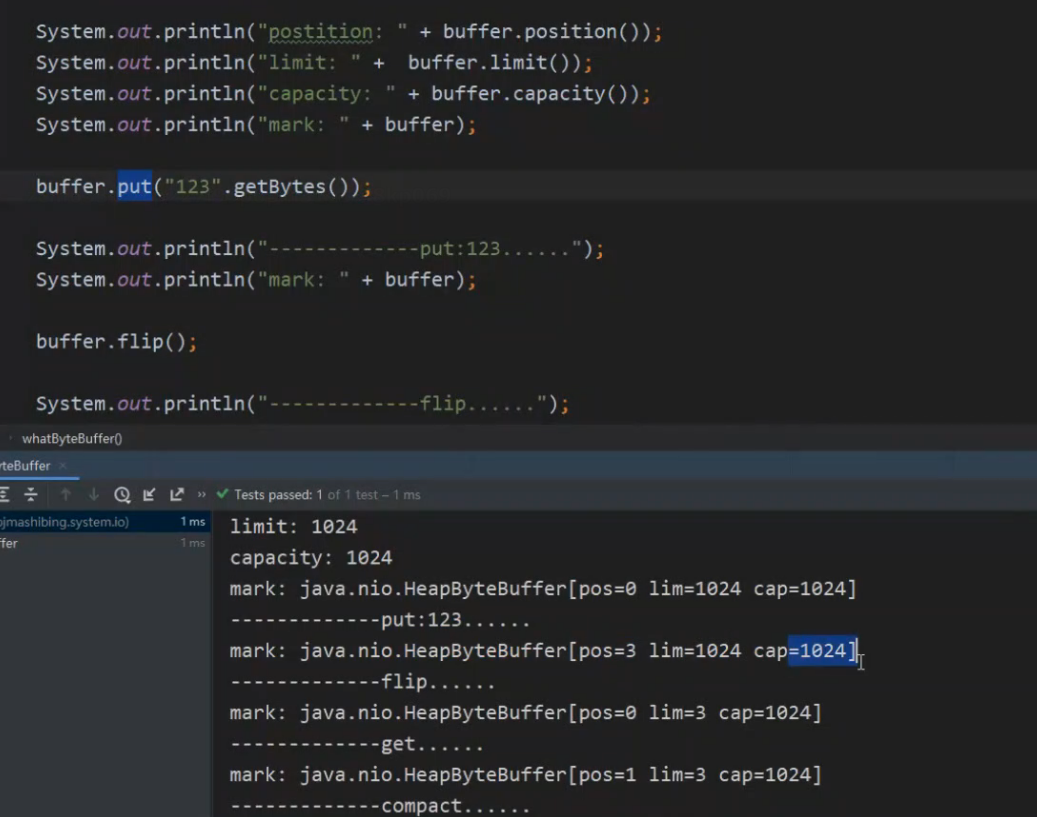 System.out.println("postition: " + buffer.position());
System.out.println("limit: " +  buffer.limit());
System.out.println("capacity: " + buffer.capacity());
System.out.println("mark: " + buffer);
buffer.put("123".getBytes());
System.out.println("-------------put:123......");
System.out.println("mark: " + buffer);
buffer.flip();
System.out.println("-------------flip......");
whatByteBuffer()
teBuffer ×
» Tests passed: 1 of 1 test – 1 ms
ojmashibing.system.io) 1 ms
ffer 1 ms
limit: 1024
capacity: 1024
mark: java.nio.HeapByteBuffer[pos=0 lim=1024 cap=1024]
-------------put:123......
mark: java.nio.HeapByteBuffer[pos=3 lim=1024 cap=1024]
-------------flip......
mark: java.nio.HeapByteBuffer[pos=0 lim=3 cap=1024]
-------------get......
mark: java.nio.HeapByteBuffer[pos=1 lim=3 cap=1024]
-------------compact......